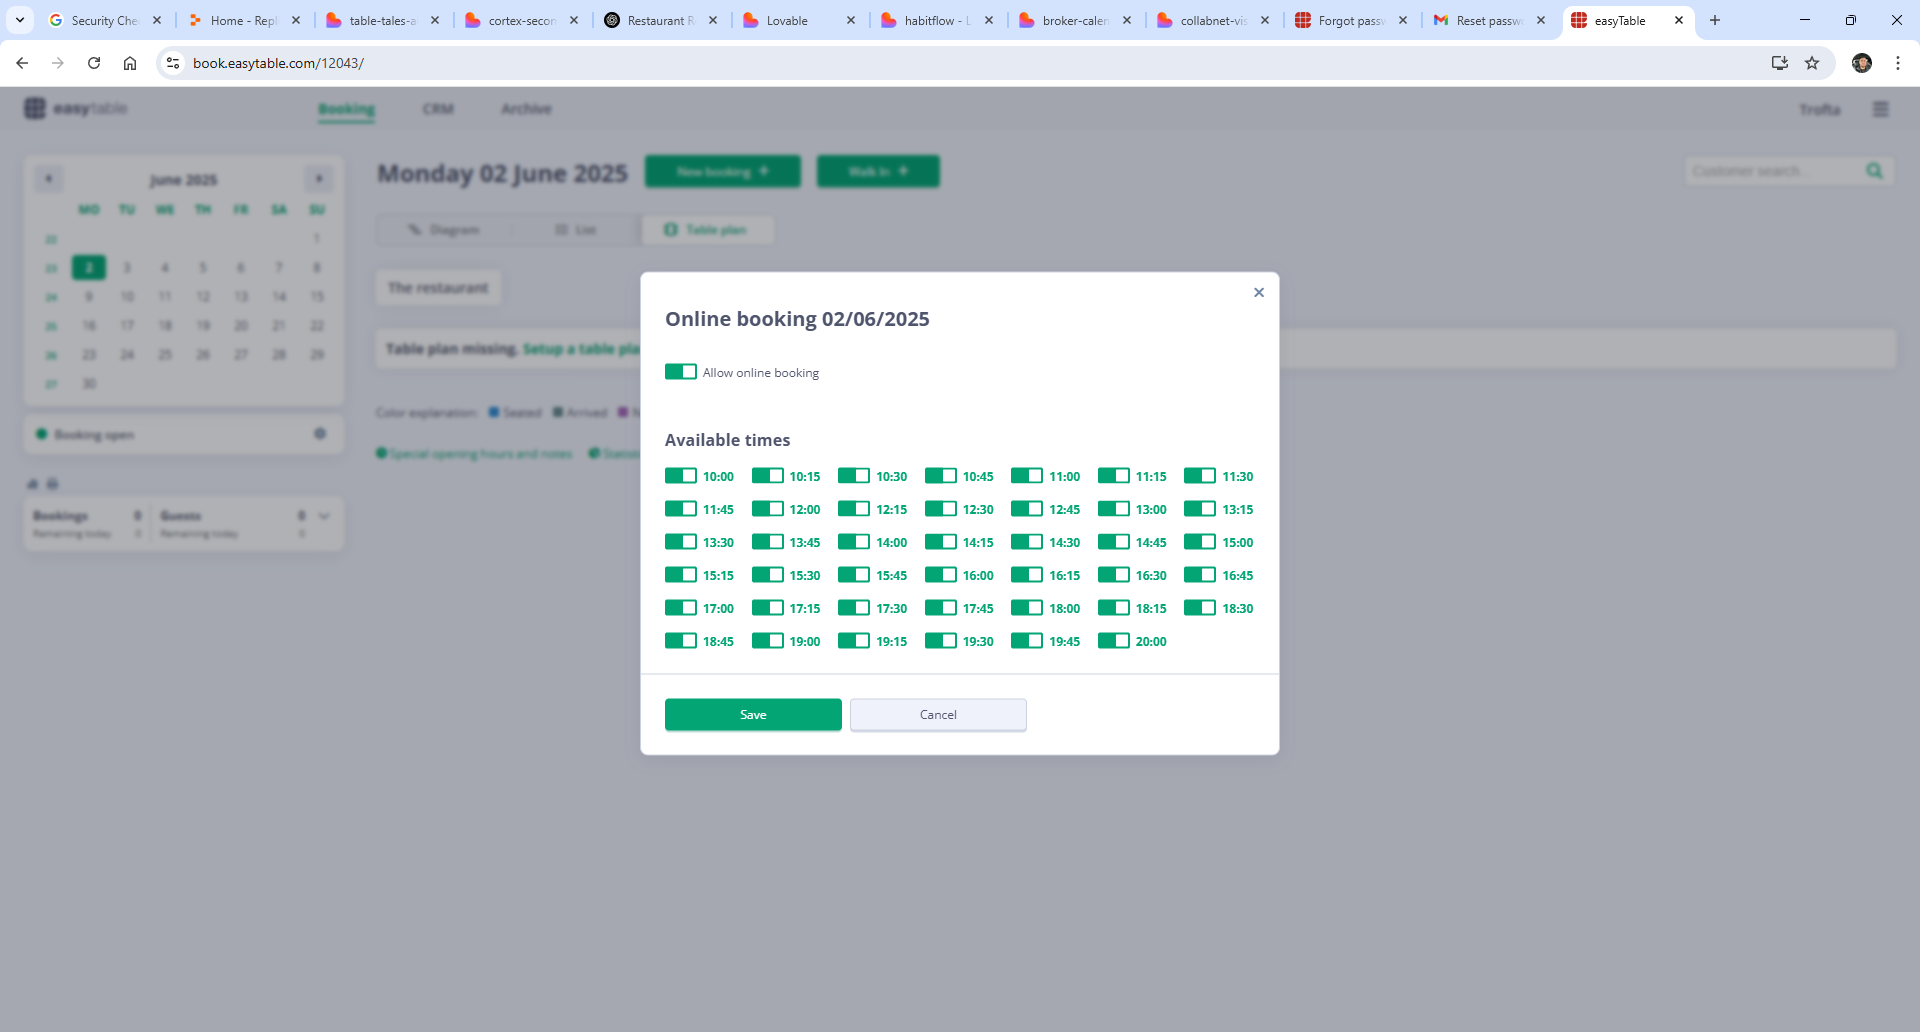 Security Che
Home - Repl
table-tales-a
cortex-secon
Restaurant R
Lovable
habitflow - L
broker-calen
collabnet-vis
Forgot passw
Reset passw
easyTable
book.easytable.com/12043/
easytable
Booking
CRM
Archive
Trofta
June 2025
MO TU WE TH FR SA SU
22 1
23 2 3 4 5 6 7 8
24 9 10 11 12 13 14 15
25 16 17 18 19 20 21 22
26 23 24 25 26 27 28 29
27 30
Booking open
Bookings 0 Guests 0
Remaining today 0 Remaining today 0
Monday 02 June 2025
New booking +
Walk In +
Customer search...
Diagram
List
Table plan
The restaurant
Table plan missing. Setup a table pla
Color explanation: Seated Arrived N
Special opening hours and notes Statis
Online booking 02/06/2025
Allow online booking
Available times
10:00 10:15 10:30 10:45 11:00 11:15 11:30
11:45 12:00 12:15 12:30 12:45 13:00 13:15
13:30 13:45 14:00 14:15 14:30 14:45 15:00
15:15 15:30 15:45 16:00 16:15 16:30 16:45
17:00 17:15 17:30 17:45 18:00 18:15 18:30
18:45 19:00 19:15 19:30 19:45 20:00
Save
Cancel